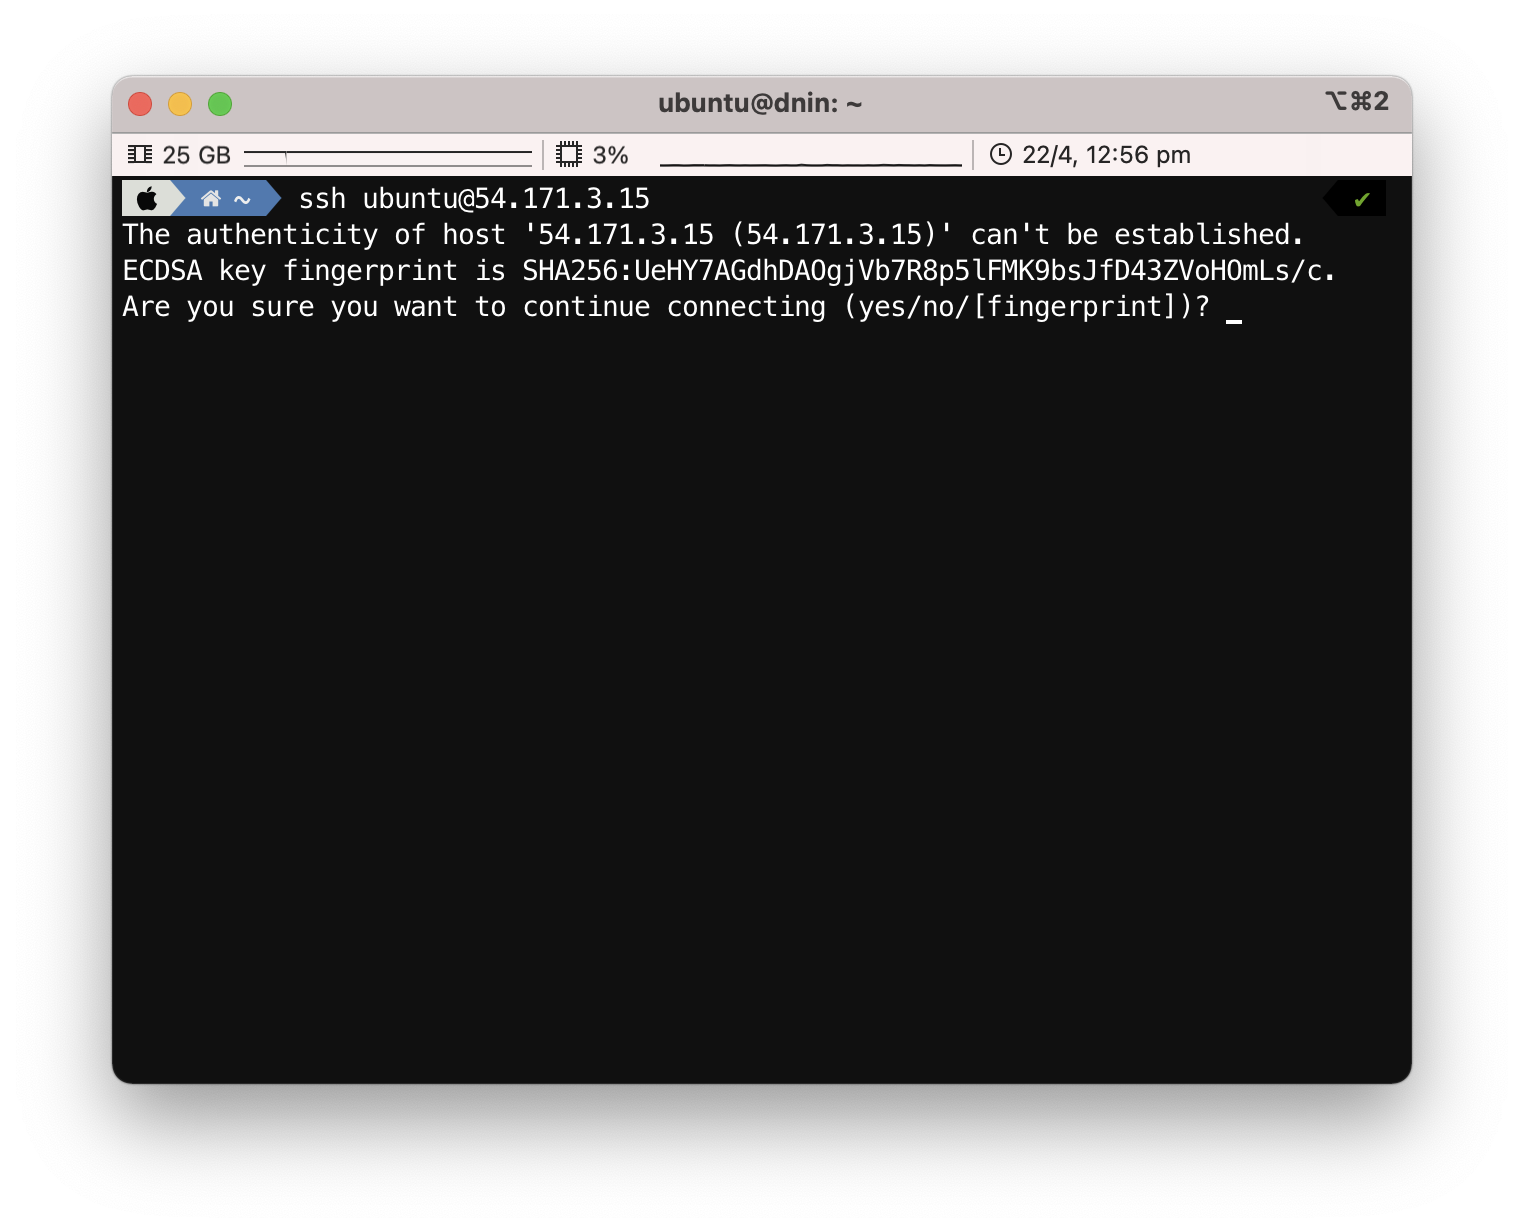 ubuntu@dnin: ~
⌥⌘2
25 GB
3%
22/4, 12:56 pm
~ ssh ubuntu@54.171.3.15
The authenticity of host '54.171.3.15 (54.171.3.15)' can't be established.
ECDSA key fingerprint is SHA256:UeHY7AGdhDAOgjVb7R8p5lFMK9bsJfD43ZVoHOmLs/c.
Are you sure you want to continue connecting (yes/no/[fingerprint])?